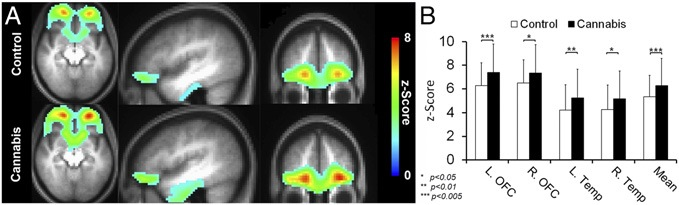 A
Control
Cannabis
8
z-Score
0
B
Control
Cannabis
z-Score
10
8
6
4
2
0
***
*
**
*
***
L. OFC
R. OFC
L. Temp
R. Temp
Mean
* p<0.05
** p<0.01
*** p<0.005